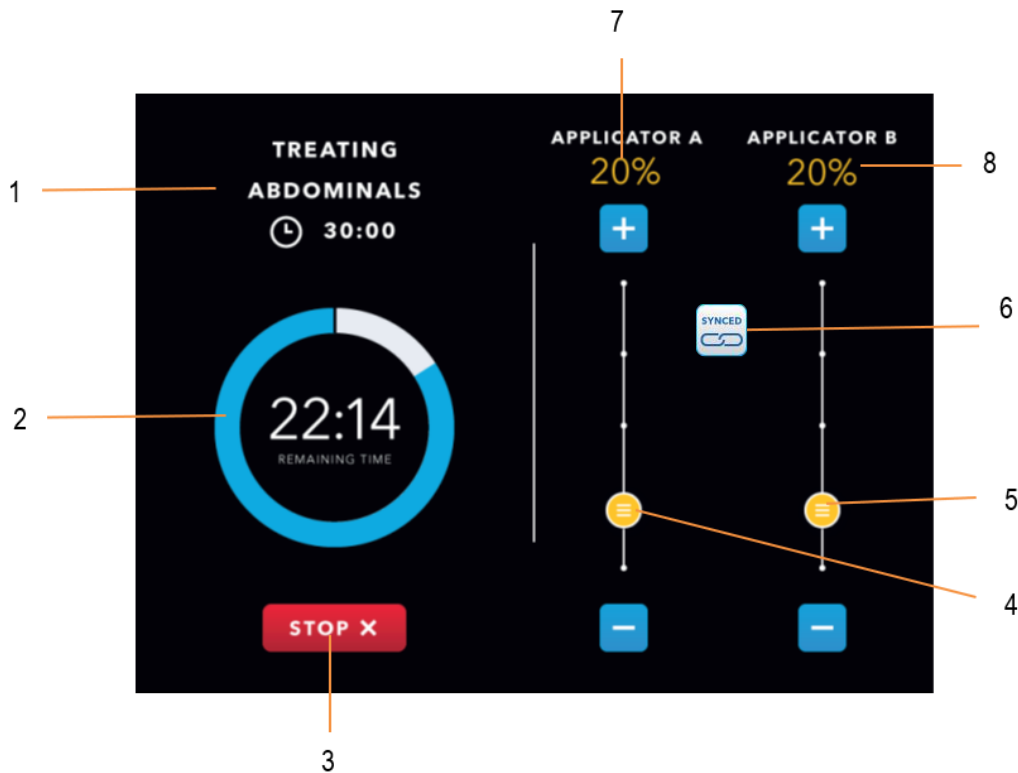 7
APPLICATOR A
APPLICATOR B
TREATING
20%
20%
8
1
ABDOMINALS
30:00
6
SYNCED
2
22:14
REMAINING TIME
5
4
STOP X
3